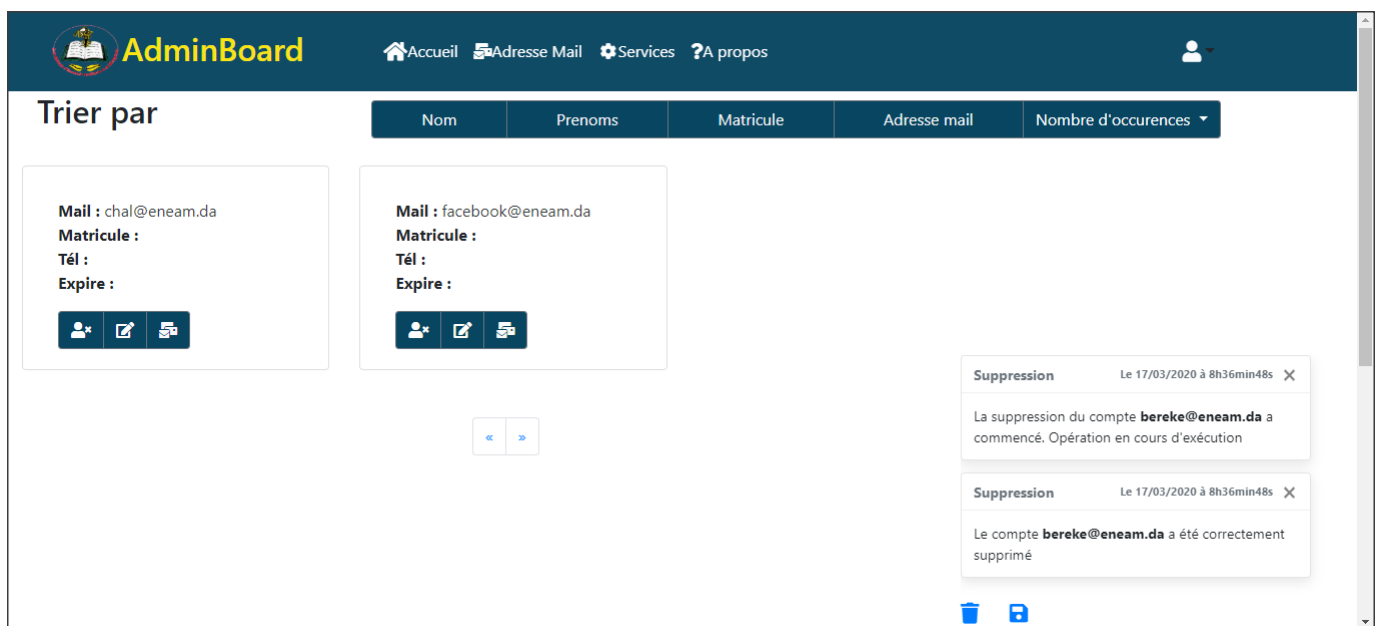 AdminBoard
Accueil Adresse Mail Services ?A propos
Trier par
Nom Prenoms Matricule Adresse mail Nombre d'occurences
Mail : chal@eneam.da
Matricule :
Tél :
Expire :
Mail : facebook@eneam.da
Matricule :
Tél :
Expire :
« »
Suppression Le 17/03/2020 à 8h36min48s ×
La suppression du compte bereke@eneam.da a
commencé. Opération en cours d'exécution
Suppression Le 17/03/2020 à 8h36min48s ×
Le compte bereke@eneam.da a été correctement
supprimé